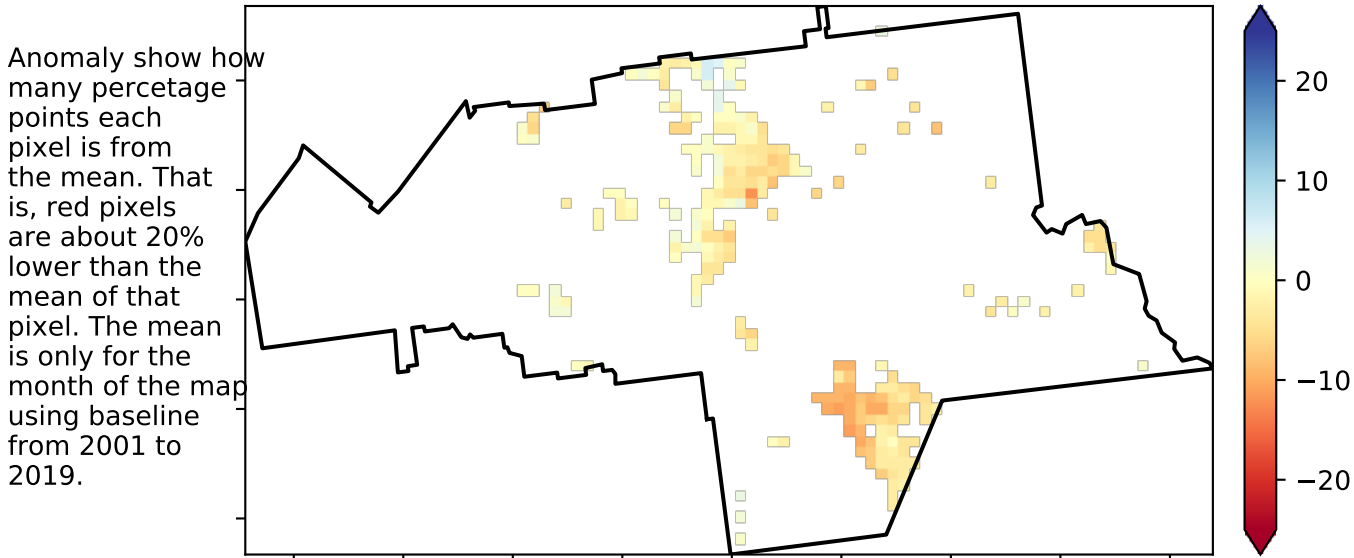 Anomaly show how
many percetage
points each
pixel is from
the mean. That
is, red pixels
are about 20%
lower than the
mean of that
pixel. The mean
is only for the
month of the map
using baseline
from 2001 to
2019.
20
10
0
−10
−20